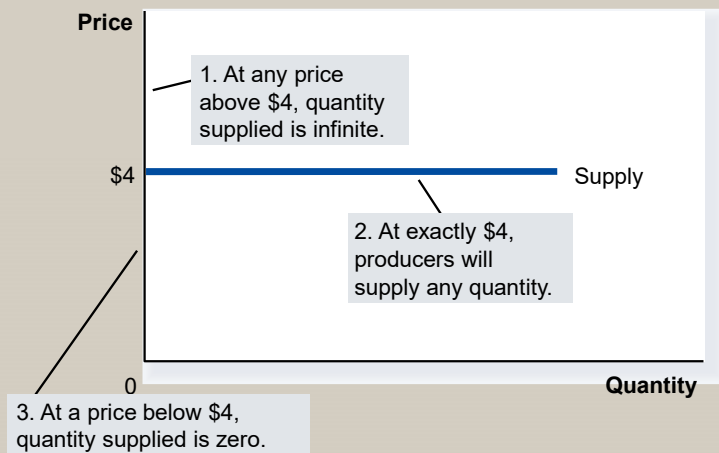 Price
1. At any price
above $4, quantity
supplied is infinite.
$4
Supply
2. At exactly $4,
producers will
supply any quantity.
0
Quantity
3. At a price below $4,
quantity supplied is zero.